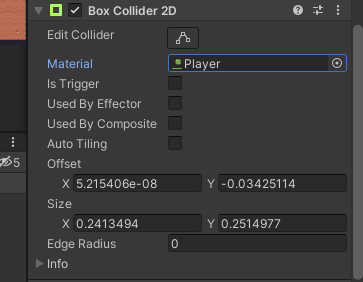 Box Collider 2D
Edit Collider
Material Player
Is Trigger
Used By Effector
5 Used By Composite
Auto Tiling
Offset
X 5.215406e-08 Y -0.03425114
Size
X 0.2413494 Y 0.2514977
Edge Radius 0
Info